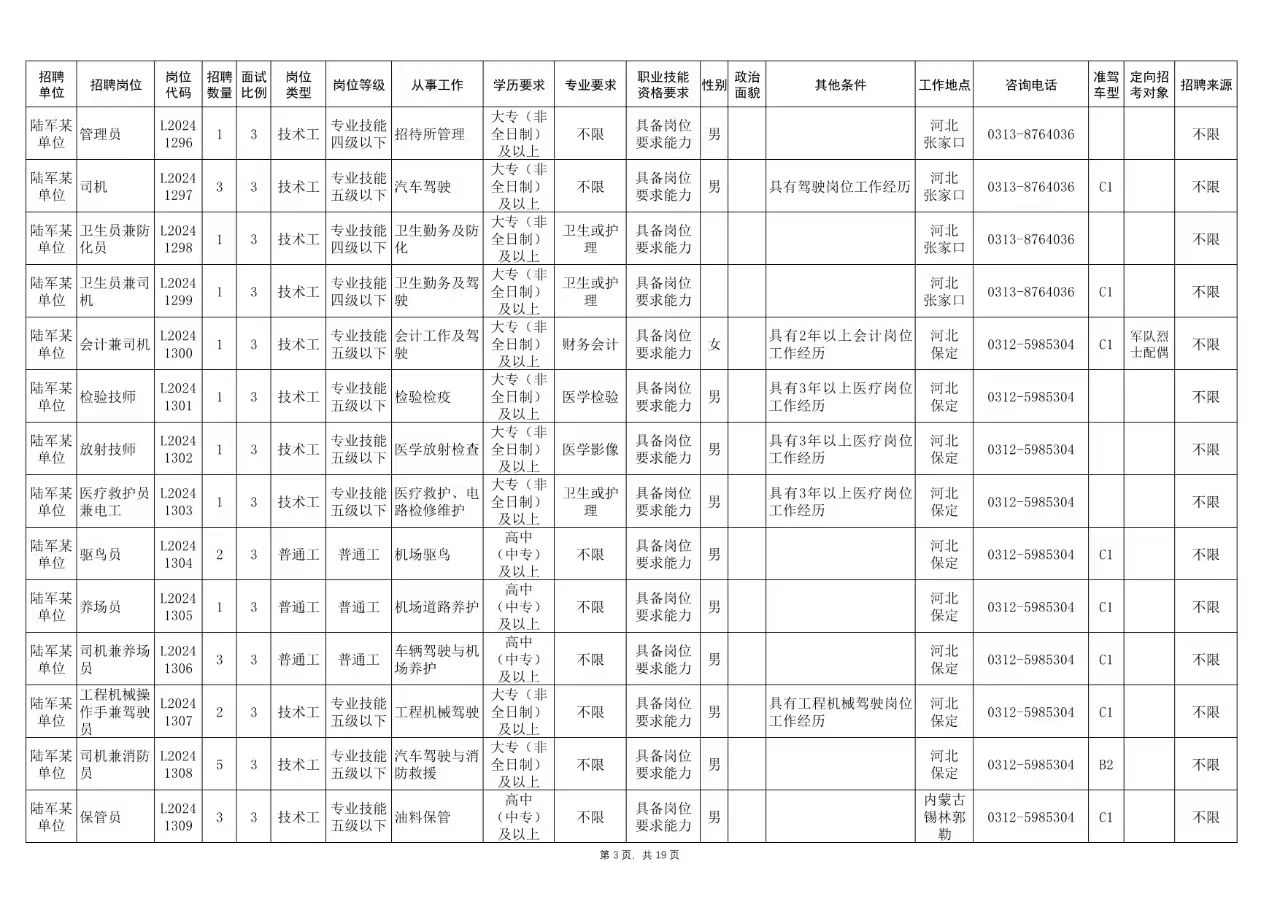 招聘单位 招聘岗位 岗位代码 招聘数量 面试比例 岗位类型 岗位等级 从事工作 学历要求 专业要求 职业技能资格要求 性别 政治面貌 其他条件 工作地点 咨询电话 准驾车型 定向招考对象 招聘来源
陆军某单位 管理员 L20241296 1 3 技术工 专业技能四级以下 招待所管理 大专（非全日制）及以上 不限 具备岗位要求能力 男 河北张家口 0313-8764036 不限
陆军某单位 司机 L20241297 3 3 技术工 专业技能五级以下 汽车驾驶 大专（非全日制）及以上 不限 具备岗位要求能力 男 具有驾驶岗位工作经历 河北张家口 0313-8764036 C1 不限
陆军某单位 卫生员兼防化员 L20241298 1 3 技术工 专业技能四级以下 卫生勤务及防化 大专（非全日制）及以上 卫生或护理 具备岗位要求能力 河北张家口 0313-8764036 不限
陆军某单位 卫生员兼司机 L20241299 1 3 技术工 专业技能四级以下 卫生勤务及驾驶 大专（非全日制）及以上 卫生或护理 具备岗位要求能力 河北张家口 0313-8764036 C1 不限
陆军某单位 会计兼司机 L20241300 1 3 技术工 专业技能五级以下 会计工作及驾驶 大专（非全日制）及以上 财务会计 具备岗位要求能力 女 具有2年以上会计岗位工作经历 河北保定 0312-5985304 C1 军队烈士配偶 不限
陆军某单位 检验技师 L20241301 1 3 技术工 专业技能五级以下 检验检疫 大专（非全日制）及以上 医学检验 具备岗位要求能力 男 具有3年以上医疗岗位工作经历 河北保定 0312-5985304 不限
陆军某单位 放射技师 L20241302 1 3 技术工 专业技能五级以下 医学放射检查 大专（非全日制）及以上 医学影像 具备岗位要求能力 男 具有3年以上医疗岗位工作经历 河北保定 0312-5985304 不限
陆军某单位 医疗救护员兼电工 L20241303 1 3 技术工 专业技能五级以下 医疗救护、电路检修维护 大专（非全日制）及以上 卫生或护理 具备岗位要求能力 男 具有3年以上医疗岗位工作经历 河北保定 0312-5985304 不限
陆军某单位 驱鸟员 L20241304 2 3 普通工 普通工 机场驱鸟 高中（中专）及以上 不限 具备岗位要求能力 男 河北保定 0312-5985304 C1 不限
陆军某单位 养场员 L20241305 1 3 普通工 普通工 机场道路养护 高中（中专）及以上 不限 具备岗位要求能力 男 河北保定 0312-5985304 C1 不限
陆军某单位 司机兼养场员 L20241306 3 3 普通工 普通工 车辆驾驶与机场养护 高中（中专）及以上 不限 具备岗位要求能力 男 河北保定 0312-5985304 C1 不限
陆军某单位 工程机械操作手兼驾驶员 L20241307 2 3 技术工 专业技能五级以下 工程机械驾驶 大专（非全日制）及以上 不限 具备岗位要求能力 男 具有工程机械驾驶岗位工作经历 河北保定 0312-5985304 C1 不限
陆军某单位 司机兼消防员 L20241308 5 3 技术工 专业技能五级以下 汽车驾驶与消防救援 大专（非全日制）及以上 不限 具备岗位要求能力 男 河北保定 0312-5985304 B2 不限
陆军某单位 保管员 L20241309 3 3 技术工 专业技能五级以下 油料保管 高中（中专）及以上 不限 具备岗位要求能力 男 内蒙古锡林郭勒 0312-5985304 C1 不限
第 3 页，共 19 页